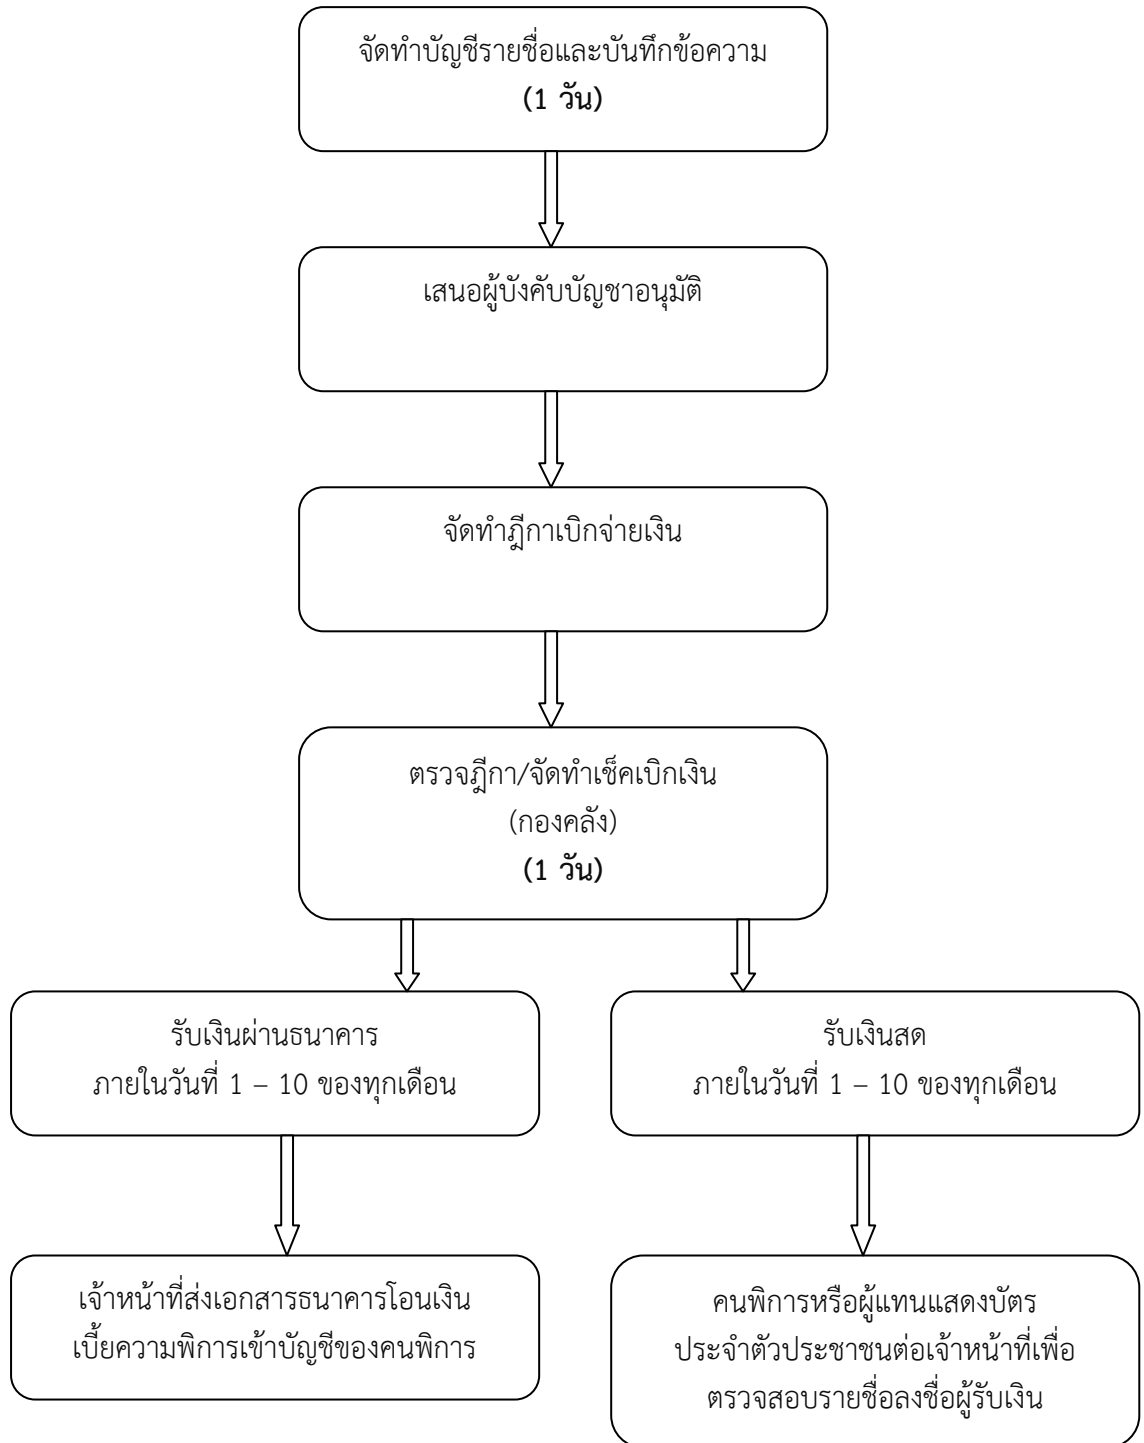 จัดทำบัญชีรายชื่อและบันทึกข้อความ
(1 วัน)
เสนอผู้บังคับบัญชาอนุมัติ
จัดทำฎีกาเบิกจ่ายเงิน
ตรวจฎีกา/จัดทำเช็คเบิกเงิน
(กองคลัง)
(1 วัน)
รับเงินผ่านธนาคาร
ภายในวันที่ 1 – 10 ของทุกเดือน
รับเงินสด
ภายในวันที่ 1 – 10 ของทุกเดือน
เจ้าหน้าที่ส่งเอกสารธนาคารโอนเงิน
เบี้ยความพิการเข้าบัญชีของคนพิการ
คนพิการหรือผู้แทนแสดงบัตร
ประจำตัวประชาชนต่อเจ้าหน้าที่เพื่อ
ตรวจสอบรายชื่อลงชื่อผู้รับเงิน